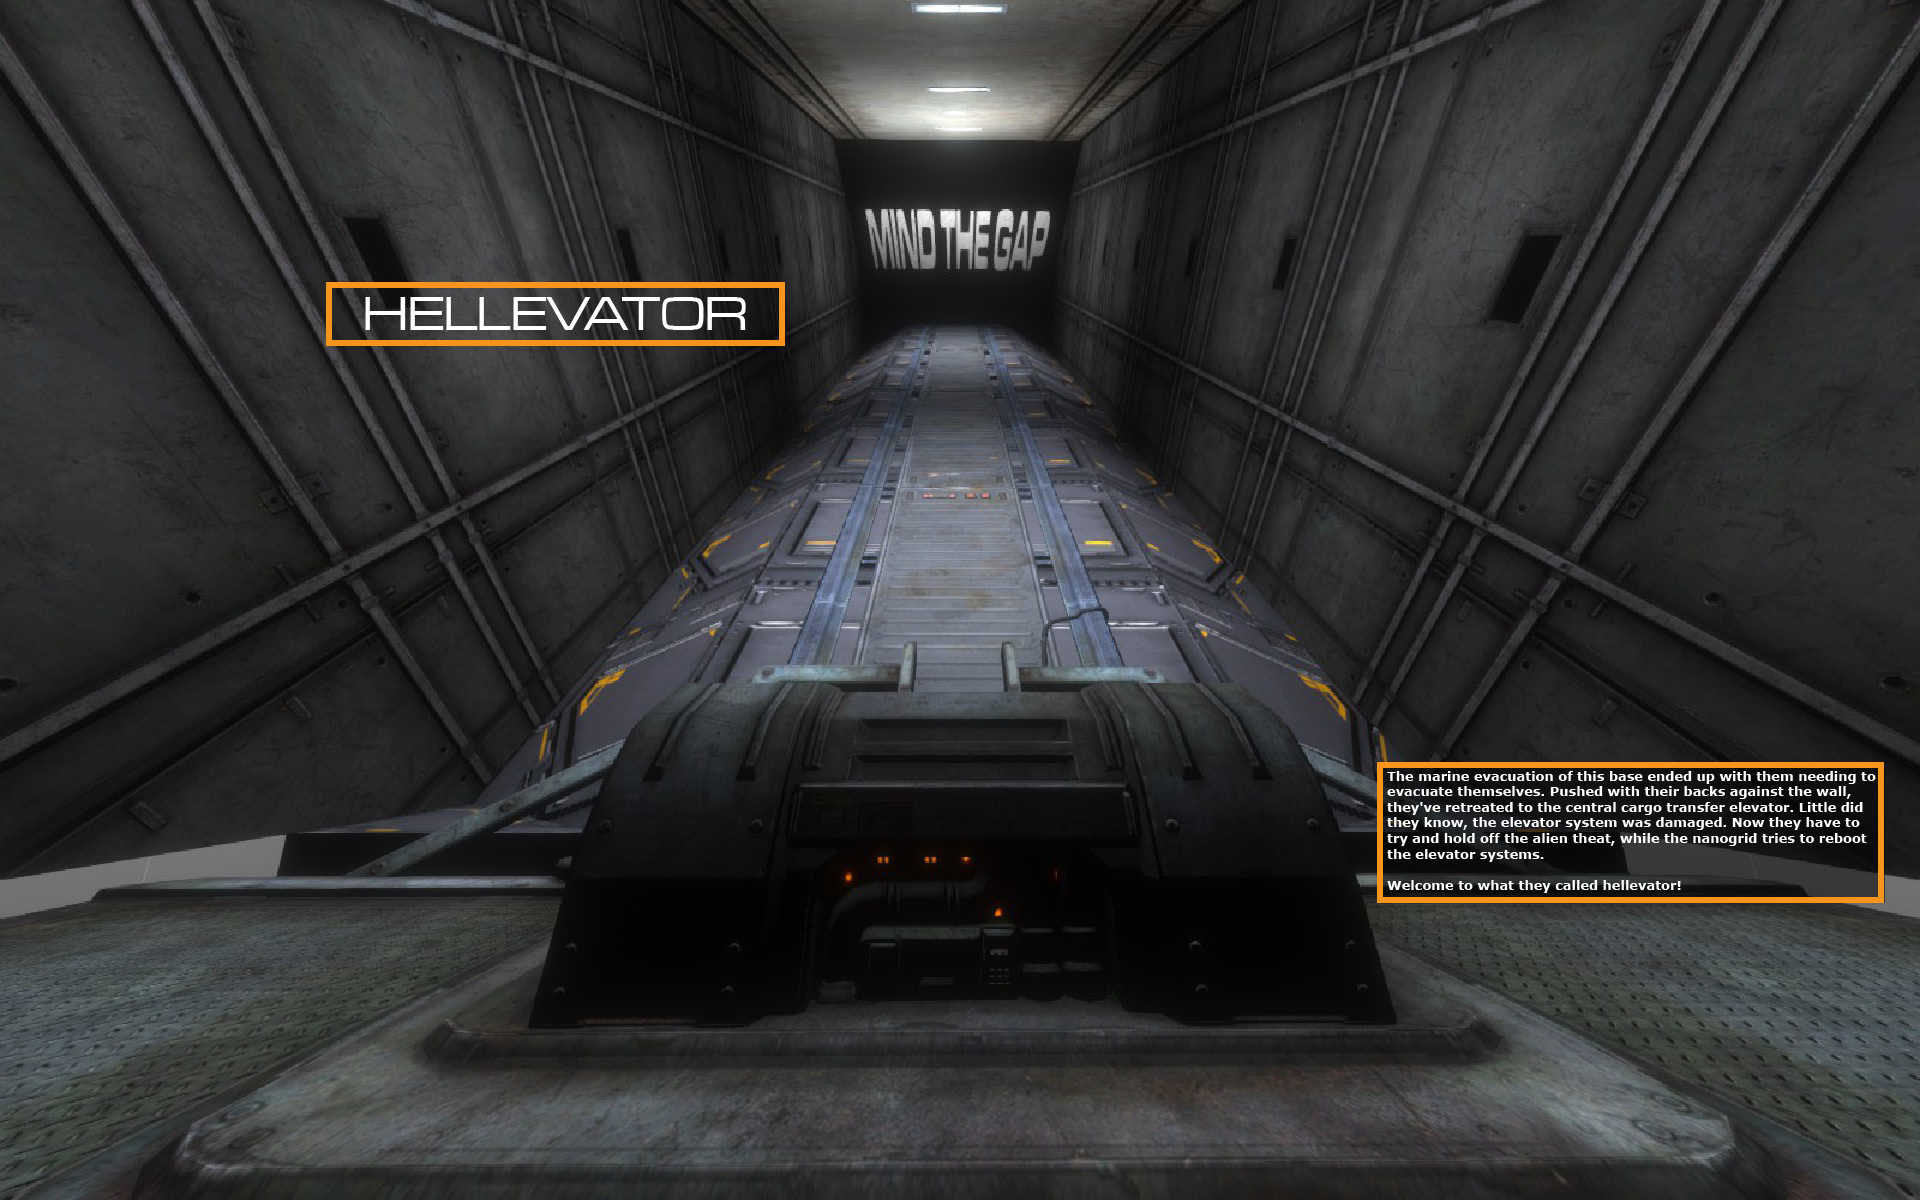 MIND THE GAP
HELLEVATOR
The marine evacuation of this base ended up with them needing to
evacuate themselves. Pushed with their backs against the wall,
they've retreated to the central cargo transfer elevator. Little did
they know, the elevator system was damaged. Now they have to
try and hold off the alien theat, while the nanogrid tries to reboot
the elevator systems.
Welcome to what they called hellevator!